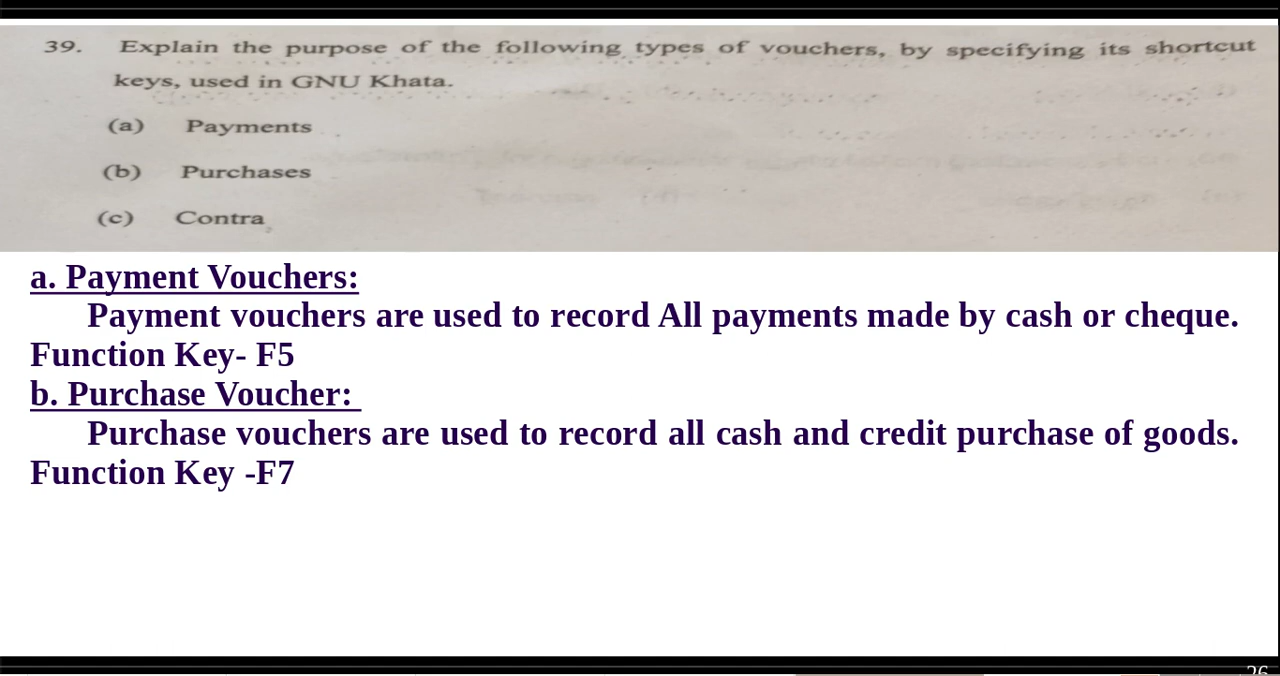 39. Explain the purpose of the following types of vouchers, by specifying its shortcut
keys, used in GNU Khata.
(a) Payments
(b) Purchases
(c) Contra
a. Payment Vouchers:
Payment vouchers are used to record All payments made by cash or cheque.
Function Key- F5
b. Purchase Voucher:
Purchase vouchers are used to record all cash and credit purchase of goods.
Function Key -F7
26